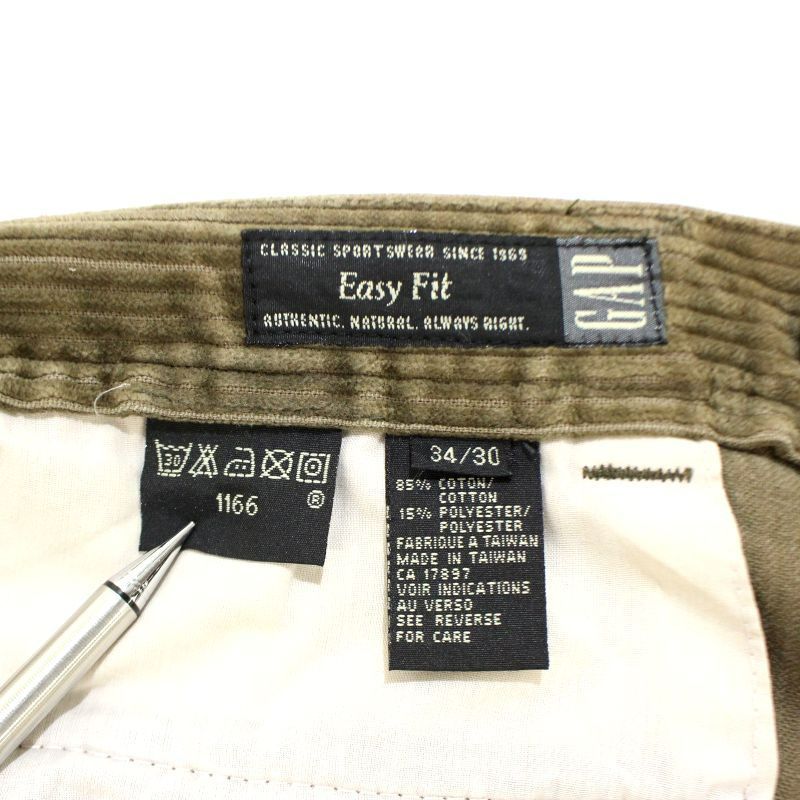 CLASSIC SPORTSWEAR SINCE 1969
Easy Fit
AUTHENTIC. NATURAL. ALWAYS RIGHT.
GAP
30
1166
®
34/30
85% COTON/
COTTON
15% POLYESTER/
POLYESTER
FABRIQUE A TAIWAN
MADE IN TAIWAN
CA 17897
VOIR INDICATIONS
AU VERSO
SEE REVERSE
FOR CARE